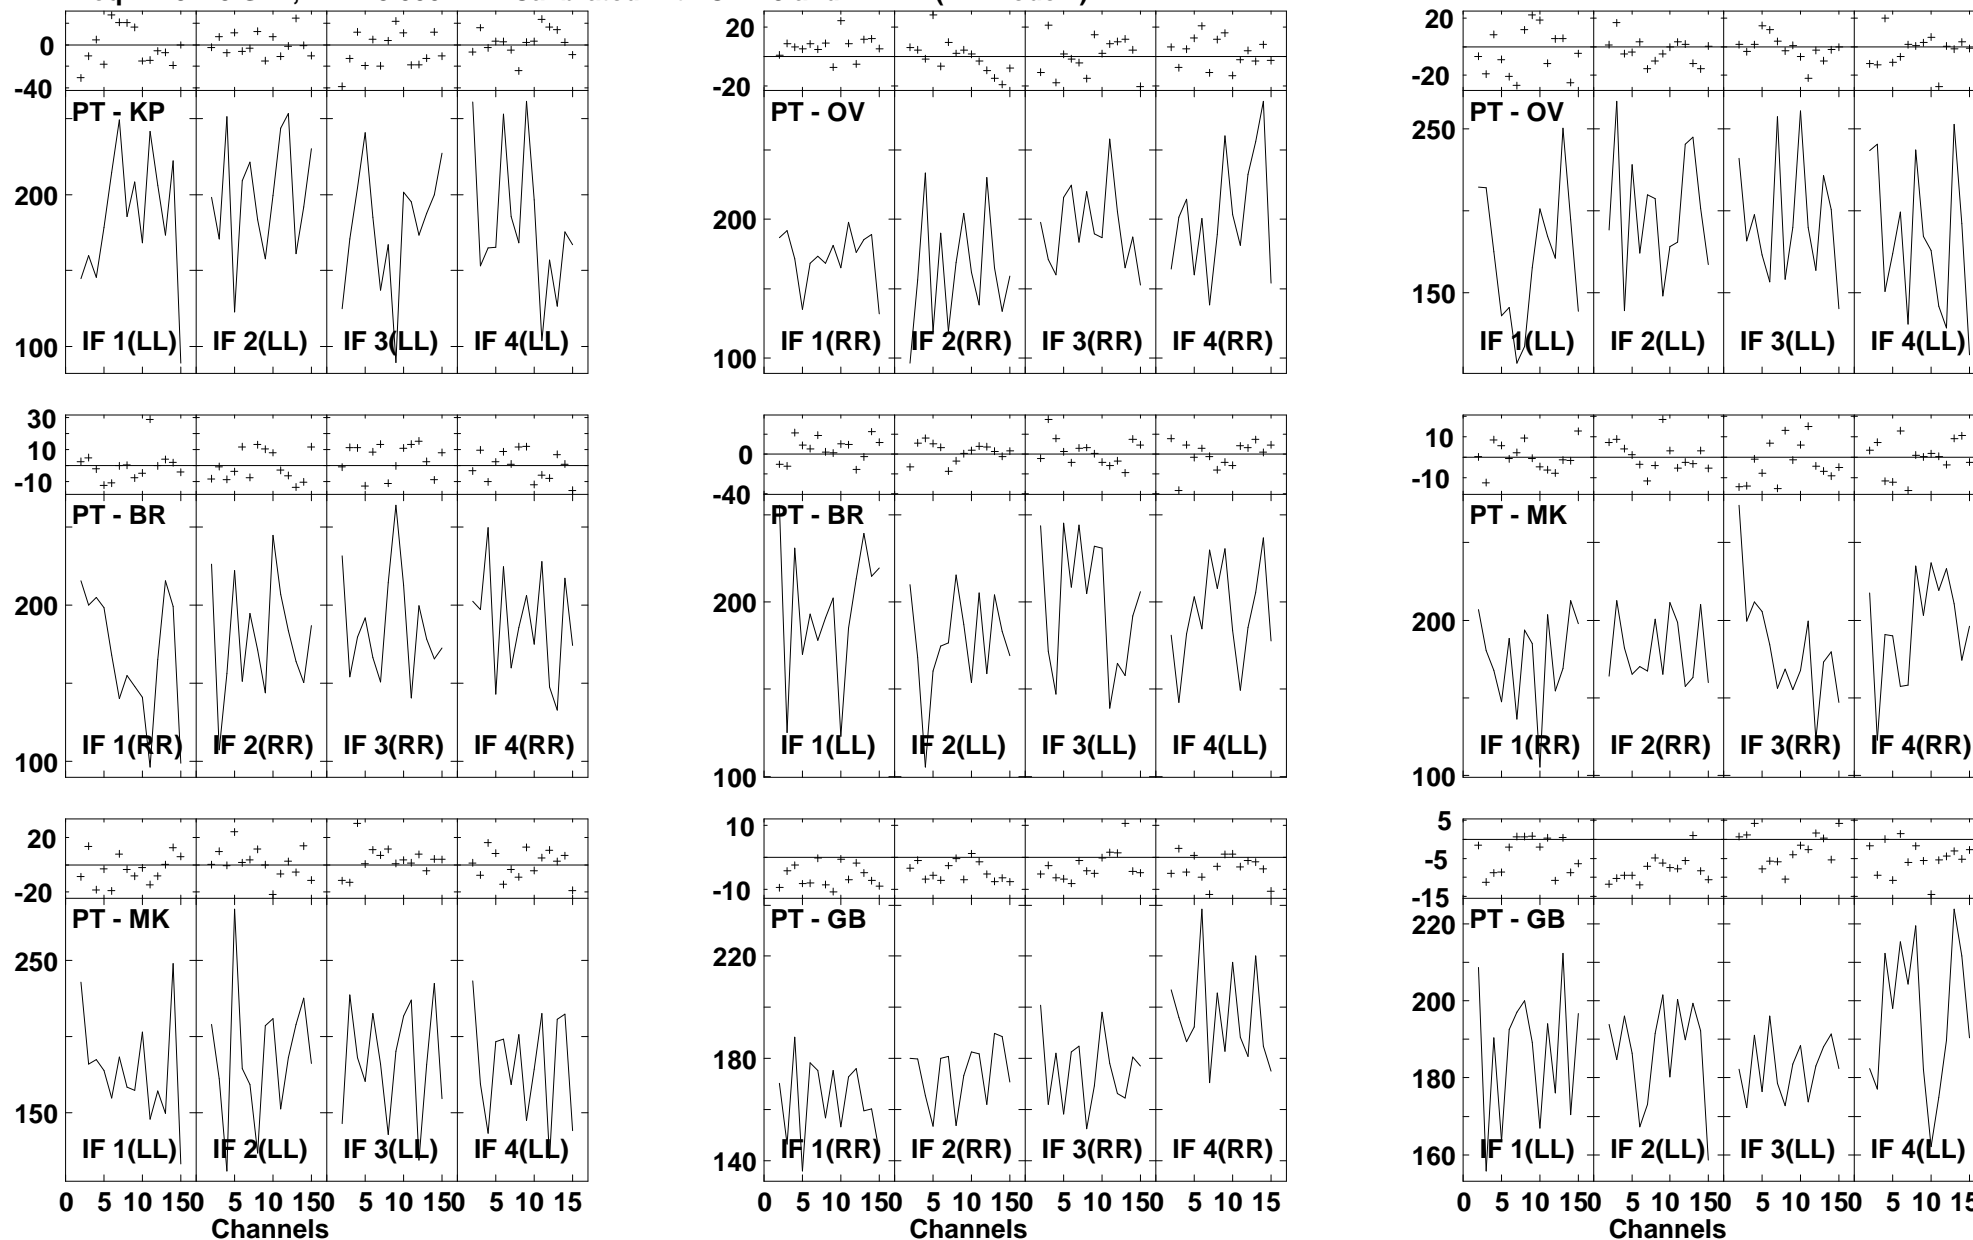 20 20
0 0
-40 -20 -20
PT - KP PT - OV PT - OV
250
200 200
150
100 100
IF 1(LL) IF 2(LL) IF 3(LL) IF 4(LL) IF 1(RR) IF 2(RR) IF 3(RR) IF 4(RR) IF 1(LL) IF 2(LL) IF 3(LL) IF 4(LL)
30
10 0 10
-10 -40 -10
PT - BR PT - BR PT - MK
200 200 200
IF 1(RR) IF 2(RR) IF 3(RR) IF 4(RR) IF 1(LL) IF 2(LL) IF 3(LL) IF 4(LL) IF 1(RR) IF 2(RR) IF 3(RR) IF 4(RR)
100 100 100
20 10 5
-5
-20 -10 -15
PT - MK PT - GB PT - GB
250 220 220
200
180 180
150
IF 1(LL) IF 2(LL) IF 3(LL) IF 4(LL) IF 1(RR) IF 2(RR) IF 3(RR) IF 4(RR) IF 1(LL) IF 2(LL) IF 3(LL) IF 4(LL)
140 160
0 5 10 150 5 10 150 5 10 150 5 10 15 0 5 10 150 5 10 150 5 10 150 5 10 15 0 5 10 150 5 10 150 5 10 150 5 10 15
Channels Channels Channels